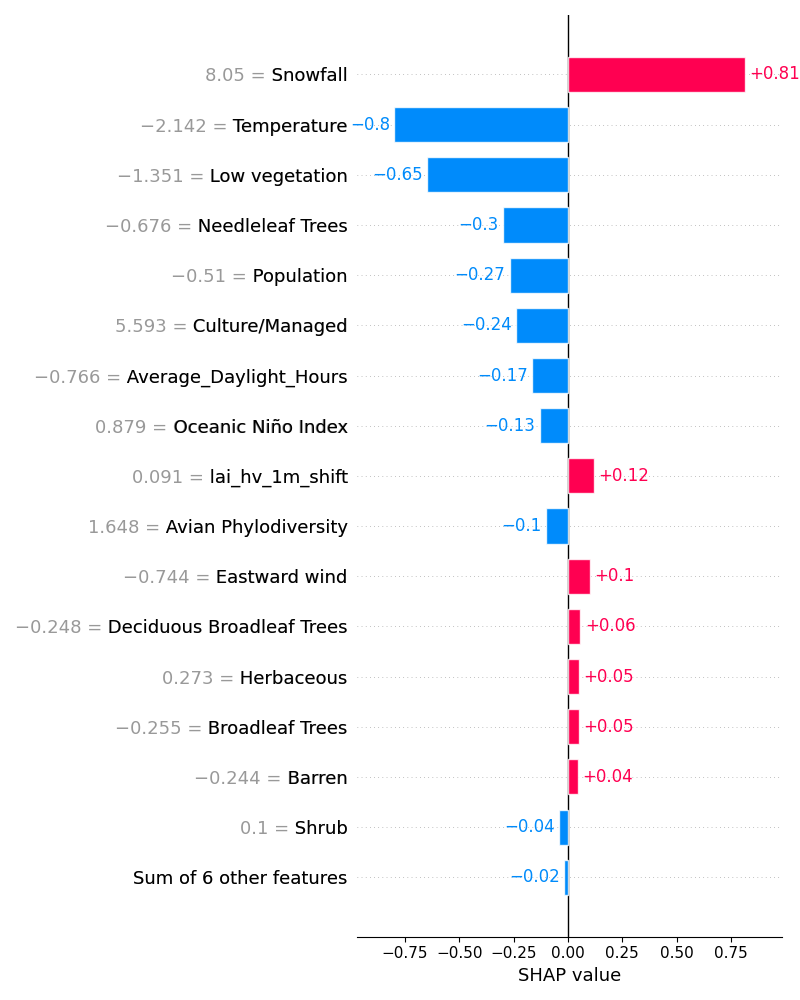 8.05 = Snowfall +0.81
−2.142 = Temperature −0.8
−1.351 = Low vegetation −0.65
−0.676 = Needleleaf Trees −0.3
−0.51 = Population −0.27
5.593 = Culture/Managed −0.24
−0.766 = Average_Daylight_Hours −0.17
0.879 = Oceanic Niño Index −0.13
0.091 = lai_hv_1m_shift +0.12
1.648 = Avian Phylodiversity −0.1
−0.744 = Eastward wind +0.1
−0.248 = Deciduous Broadleaf Trees +0.06
0.273 = Herbaceous +0.05
−0.255 = Broadleaf Trees +0.05
−0.244 = Barren +0.04
0.1 = Shrub −0.04
Sum of 6 other features −0.02
−0.75 −0.50 −0.25 0.00 0.25 0.50 0.75
SHAP value